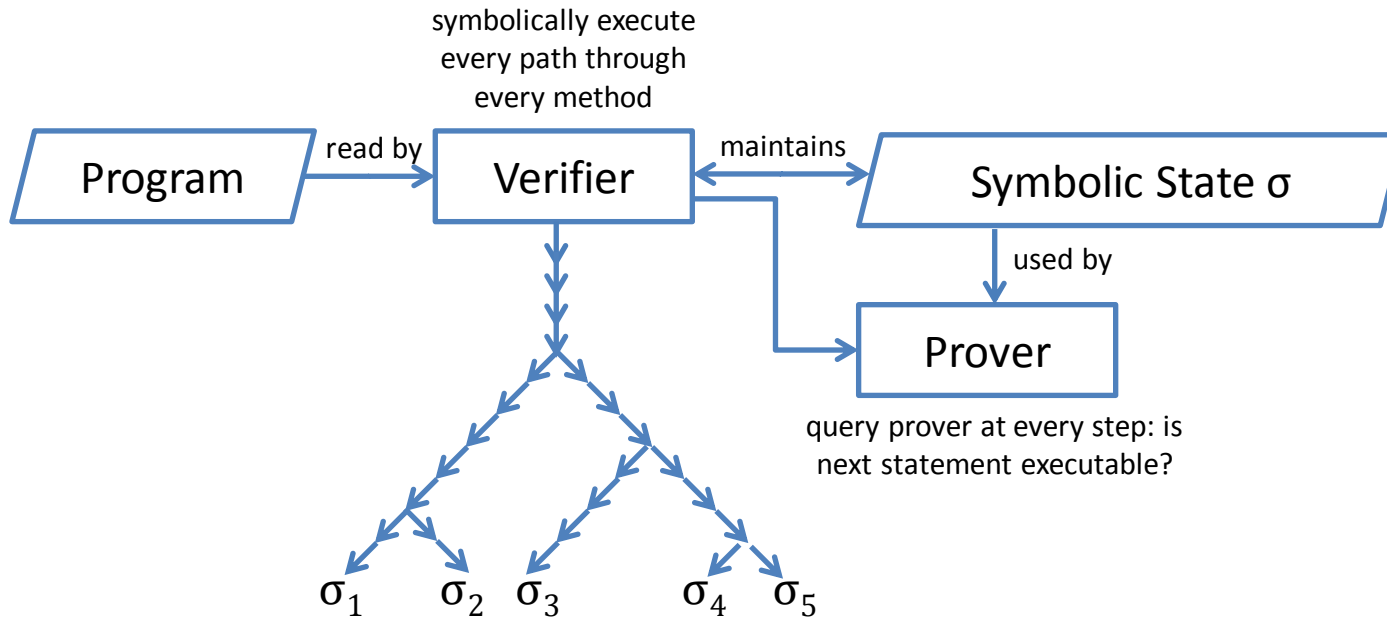 symbolically execute
every path through
every method
Program
read by
Verifier
maintains
Symbolic State σ
used by
Prover
query prover at every step: is
next statement executable?
σ₁
σ₂
σ₃
σ₄
σ₅